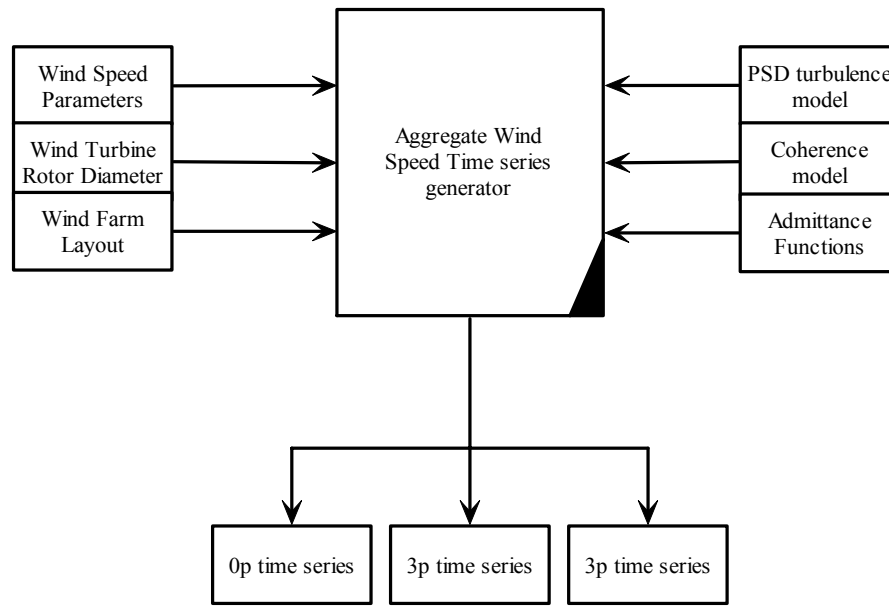 Wind Speed
Parameters
Wind Turbine
Rotor Diameter
Wind Farm
Layout
Aggregate Wind
Speed Time series
generator
PSD turbulence
model
Coherence
model
Admittance
Functions
0p time series
3p time series
3p time series